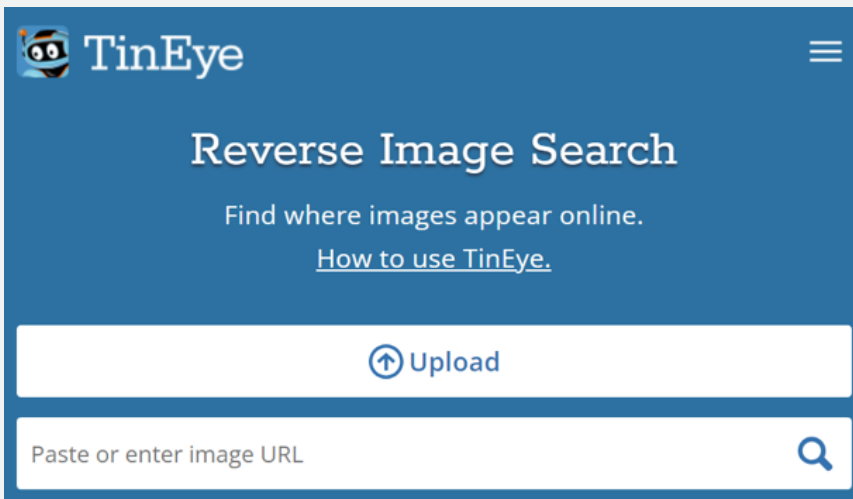 TinEye
Reverse Image Search
Find where images appear online.
How to use TinEye.
Upload
Paste or enter image URL